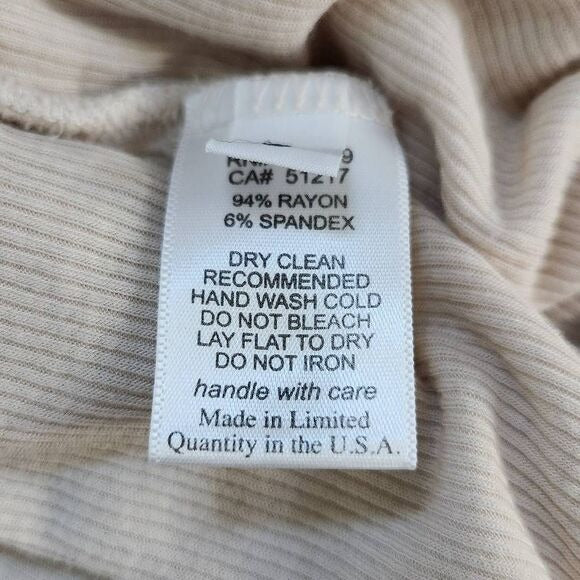 CA# 51217
94% RAYON
6% SPANDEX
DRY CLEAN
RECOMMENDED
HAND WASH COLD
DO NOT BLEACH
LAY FLAT TO DRY
DO NOT IRON
handle with care
Made in Limited
Quantity in the U.S.A.